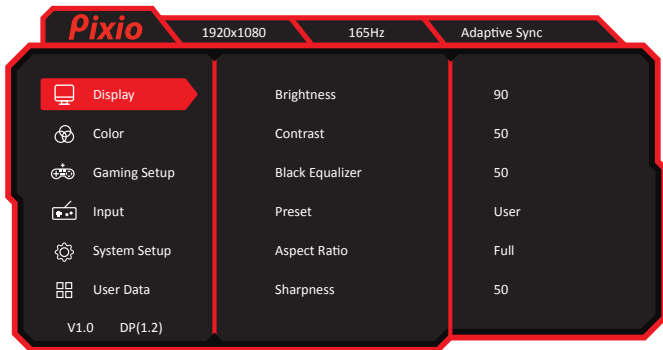 Pixio 1920x1080 165Hz Adaptive Sync
Display Brightness 90
Color Contrast 50
Gaming Setup Black Equalizer 50
Input Preset User
System Setup Aspect Ratio Full
User Data Sharpness 50
V1.0 DP(1.2)